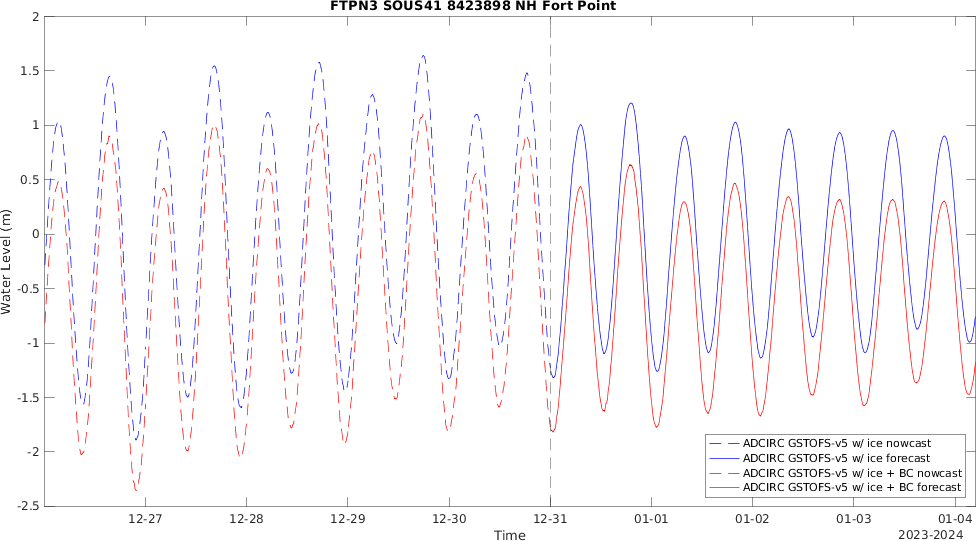 FTPN3 SOUS41 8423898 NH Fort Point
2
1.5
1
0.5
0
-0.5
-1
-1.5
-2
-2.5
Water Level (m)
12-27 12-28 12-29 12-30 12-31 01-01 01-02 01-03 01-04
Time
2023-2024
ADCIRC GSTOFS-v5 w/ ice nowcast
ADCIRC GSTOFS-v5 w/ ice forecast
ADCIRC GSTOFS-v5 w/ ice + BC nowcast
ADCIRC GSTOFS-v5 w/ ice + BC forecast